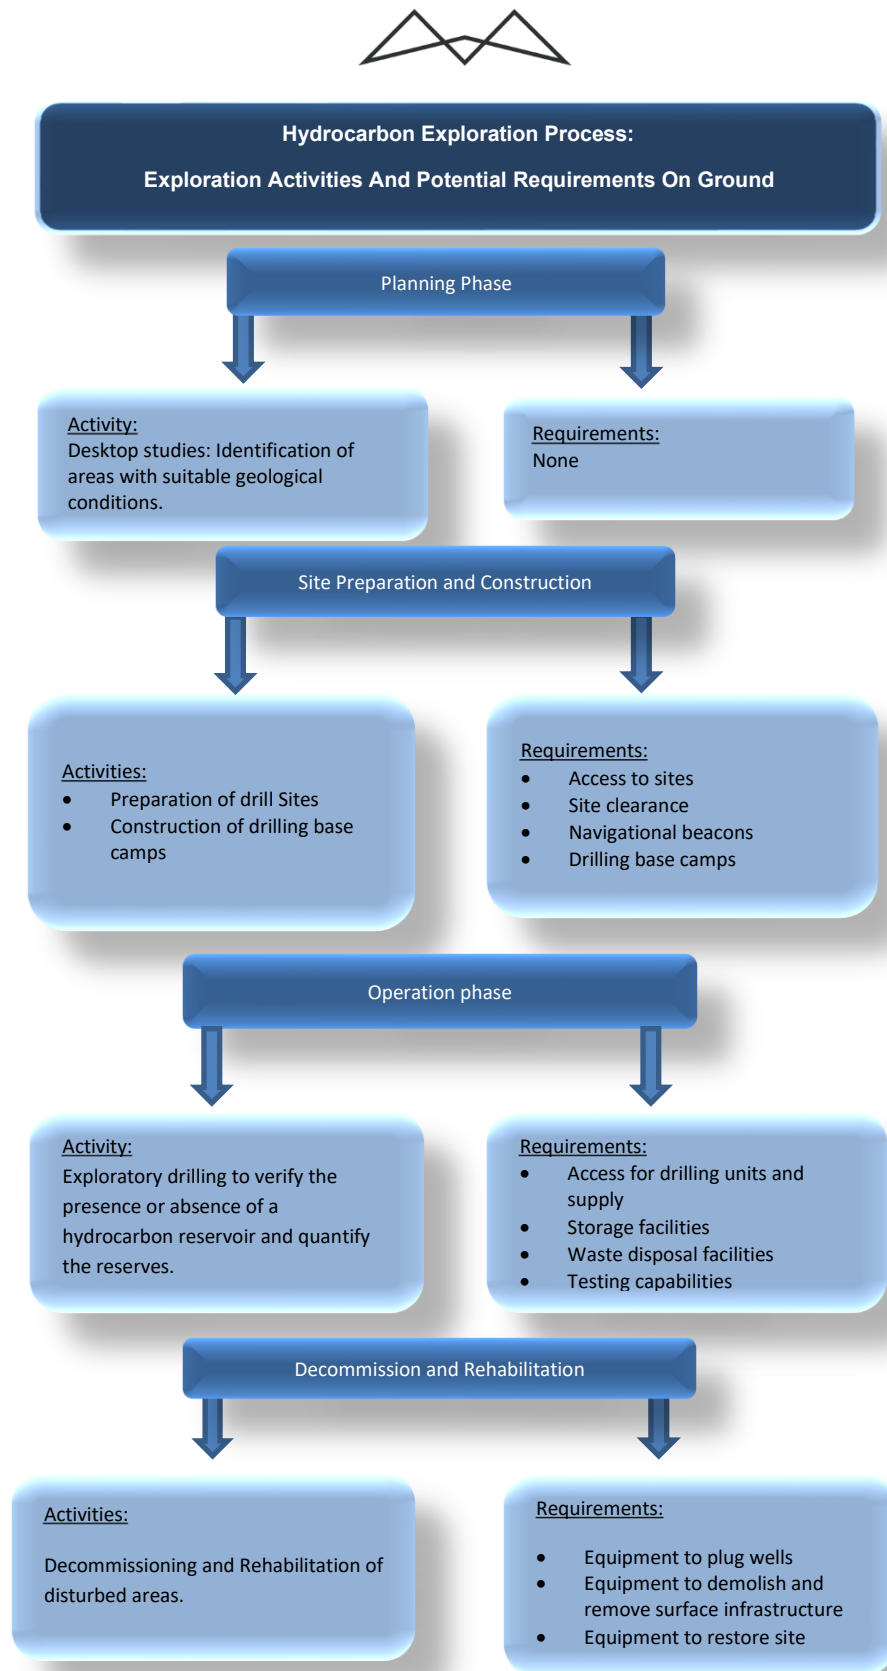 Hydrocarbon Exploration Process:
Exploration Activities And Potential Requirements On Ground
Planning Phase
Activity:
Desktop studies: Identification of
areas with suitable geological
conditions.
Requirements:
None
Site Preparation and Construction
Activities:
• Preparation of drill Sites
• Construction of drilling base
camps
Requirements:
• Access to sites
• Site clearance
• Navigational beacons
• Drilling base camps
Operation phase
Activity:
Exploratory drilling to verify the
presence or absence of a
hydrocarbon reservoir and quantify
the reserves.
Requirements:
• Access for drilling units and
supply
• Storage facilities
• Waste disposal facilities
• Testing capabilities
Decommission and Rehabilitation
Activities:
Decommissioning and Rehabilitation of
disturbed areas.
Requirements:
• Equipment to plug wells
• Equipment to demolish and
remove surface infrastructure
• Equipment to restore site